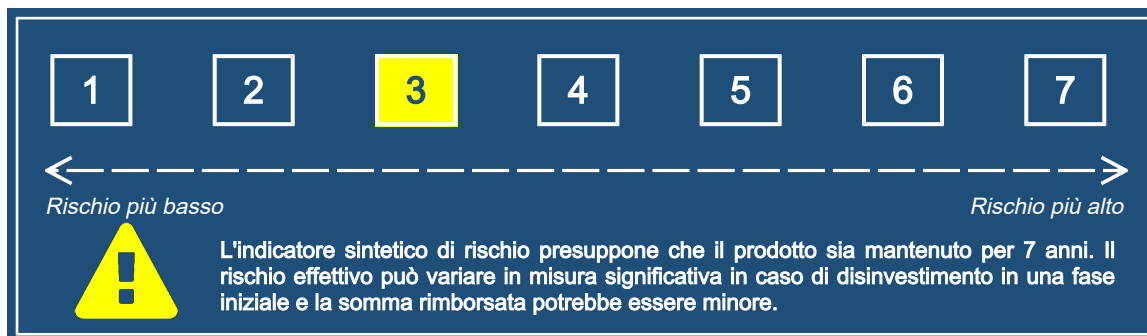 1 2 3 4 5 6 7
Rischio più basso Rischio più alto
L'indicatore sintetico di rischio presuppone che il prodotto sia mantenuto per 7 anni. Il
rischio effettivo può variare in misura significativa in caso di disinvestimento in una fase
iniziale e la somma rimborsata potrebbe essere minore.